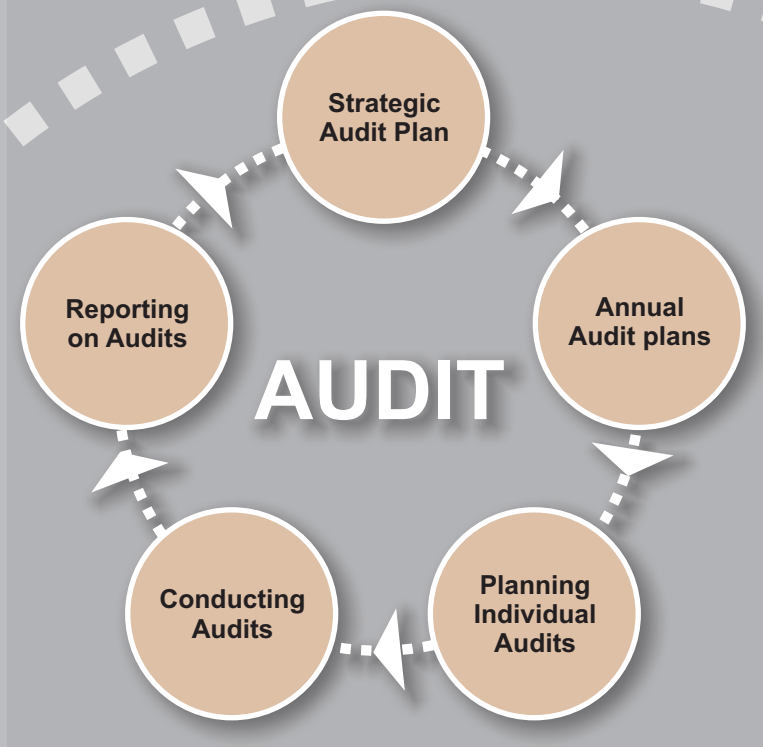 Strategic
Audit Plan
Annual
Audit plans
Planning
Individual
Audits
Conducting
Audits
Reporting
on Audits
AUDIT